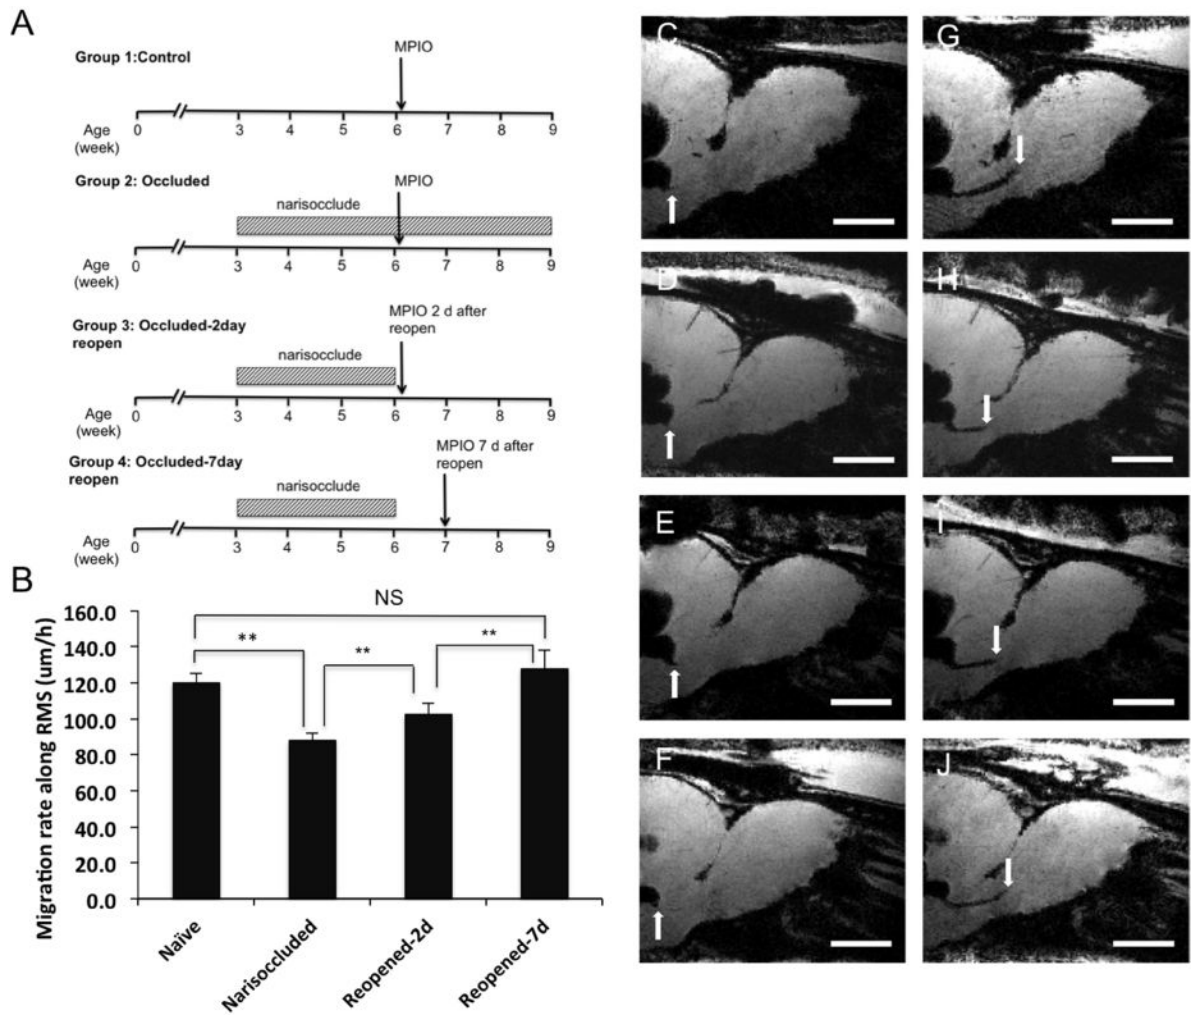 A
Group 1:Control
MPIO
Age
(week)
0 3 4 5 6 7 8 9
Group 2: Occluded
MPIO
narisocclude
Age
(week)
0 3 4 5 6 7 8 9
Group 3: Occluded-2day
reopen
MPIO 2 d after
reopen
narisocclude
Age
(week)
0 3 4 5 6 7 8 9
Group 4: Occluded-7day
reopen
MPIO 7 d after
reopen
narisocclude
Age
(week)
0 3 4 5 6 7 8 9
B
Migration rate along RMS (um/h)
160.0
140.0
120.0
100.0
80.0
60.0
40.0
20.0
0.0
NS
**
**
**
Naïve
Narisoccluded
Reopened-2d
Reopened-7d
C
G
D
H
E
I
F
J